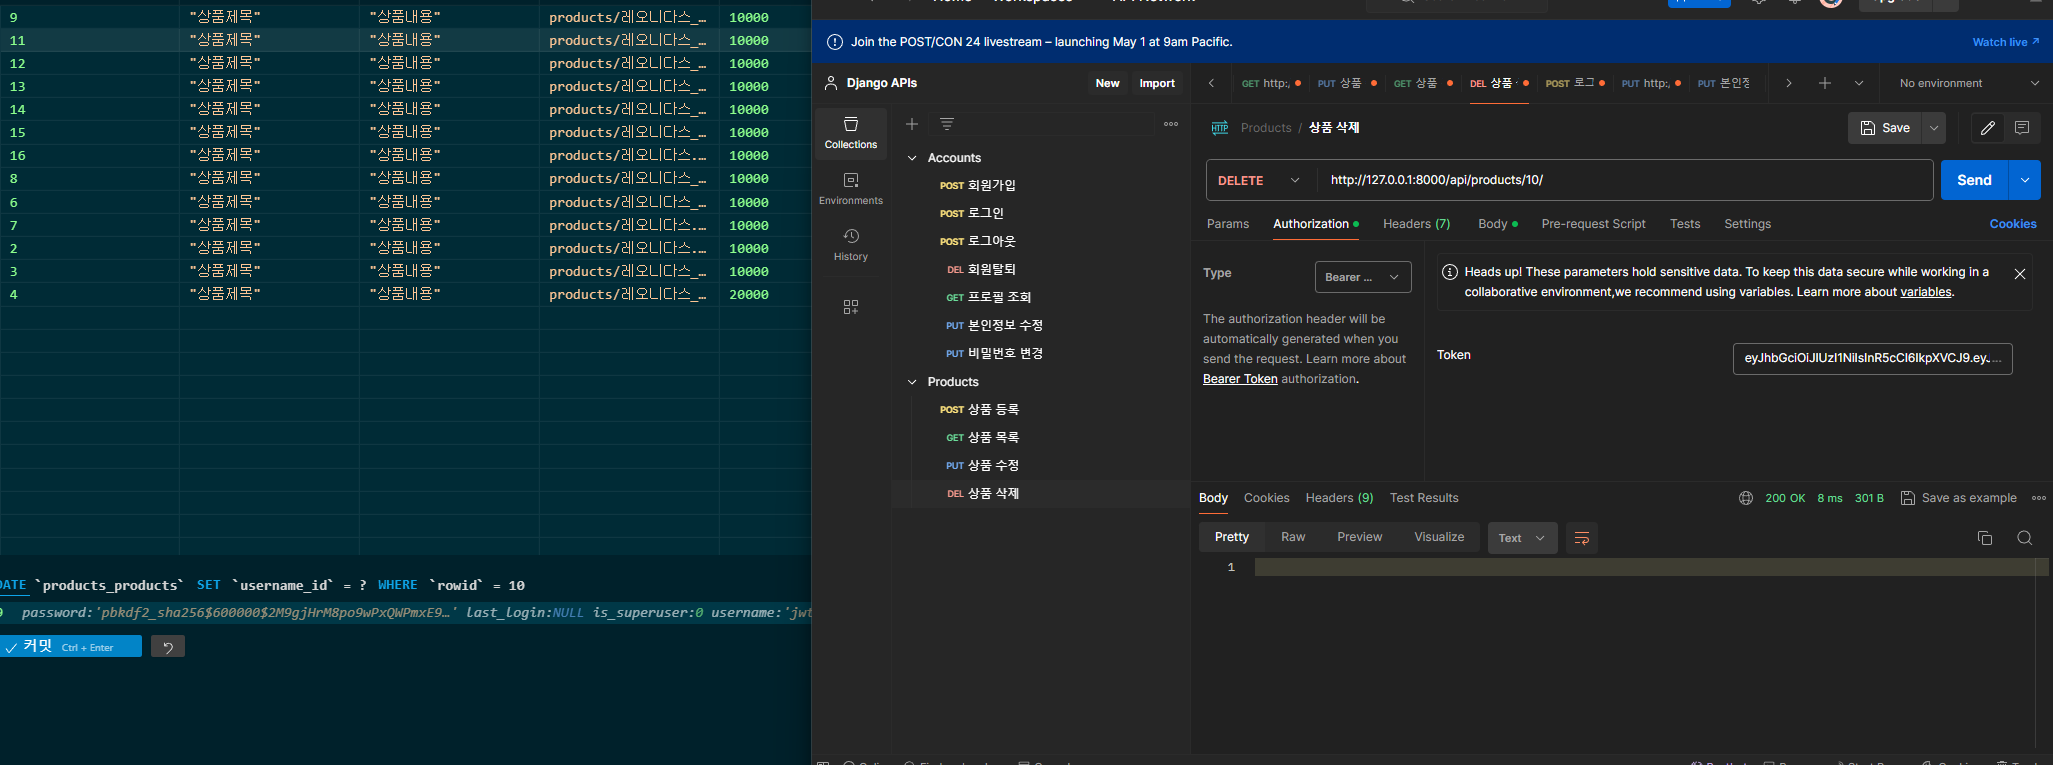 9 "상품제목" "상품내용" products/레오니다스_… 10000
11 "상품제목" "상품내용" products/레오니다스_… 10000
12 "상품제목" "상품내용" products/레오니다스_… 10000
13 "상품제목" "상품내용" products/레오니다스_… 10000
14 "상품제목" "상품내용" products/레오니다스_… 10000
15 "상품제목" "상품내용" products/레오니다스_… 10000
16 "상품제목" "상품내용" products/레오니다스.… 10000
8 "상품제목" "상품내용" products/레오니다스_… 10000
6 "상품제목" "상품내용" products/레오니다스_… 10000
7 "상품제목" "상품내용" products/레오니다스.… 10000
2 "상품제목" "상품내용" products/레오니다스.… 10000
3 "상품제목" "상품내용" products/레오니다스_… 10000
4 "상품제목" "상품내용" products/레오니다스_… 20000
DATE `products_products` SET `username_id` = ? WHERE `rowid` = 10
password:'pbkdf2_sha256$600000$2M9gjHrM8po9wPxQWPmxE9…' last_login:NULL is_superuser:0 username:'jwt
커밋 Ctrl + Enter
Join the POST/CON 24 livestream – launching May 1 at 9am Pacific.
Watch live
Django APIs
New Import
Collections
Environments
History
Accounts
POST 회원가입
POST 로그인
POST 로그아웃
DEL 회원탈퇴
GET 프로필 조회
PUT 본인정보 수정
PUT 비밀번호 변경
Products
POST 상품 등록
GET 상품 목록
PUT 상품 수정
DEL 상품 삭제
GET http:, PUT 상품 GET 상품 DEL 상품 POST 로그 PUT http:, PUT 본인정
No environment
HTTP Products / 상품 삭제
Save
DELETE http://127.0.0.1:8000/api/products/10/
Send
Params Authorization Headers (7) Body Pre-request Script Tests Settings Cookies
Type Bearer ...
The authorization header will be
automatically generated when you
send the request. Learn more about
Bearer Token authorization.
Heads up! These parameters hold sensitive data. To keep this data secure while working in a
collaborative environment,we recommend using variables. Learn more about variables.
Token eyJhbGciOiJIUzI1NiIsInR5cCI6IkpXVCJ9.ey...
Body Cookies Headers (9) Test Results
200 OK 8 ms 301 B Save as example
Pretty Raw Preview Visualize Text
1